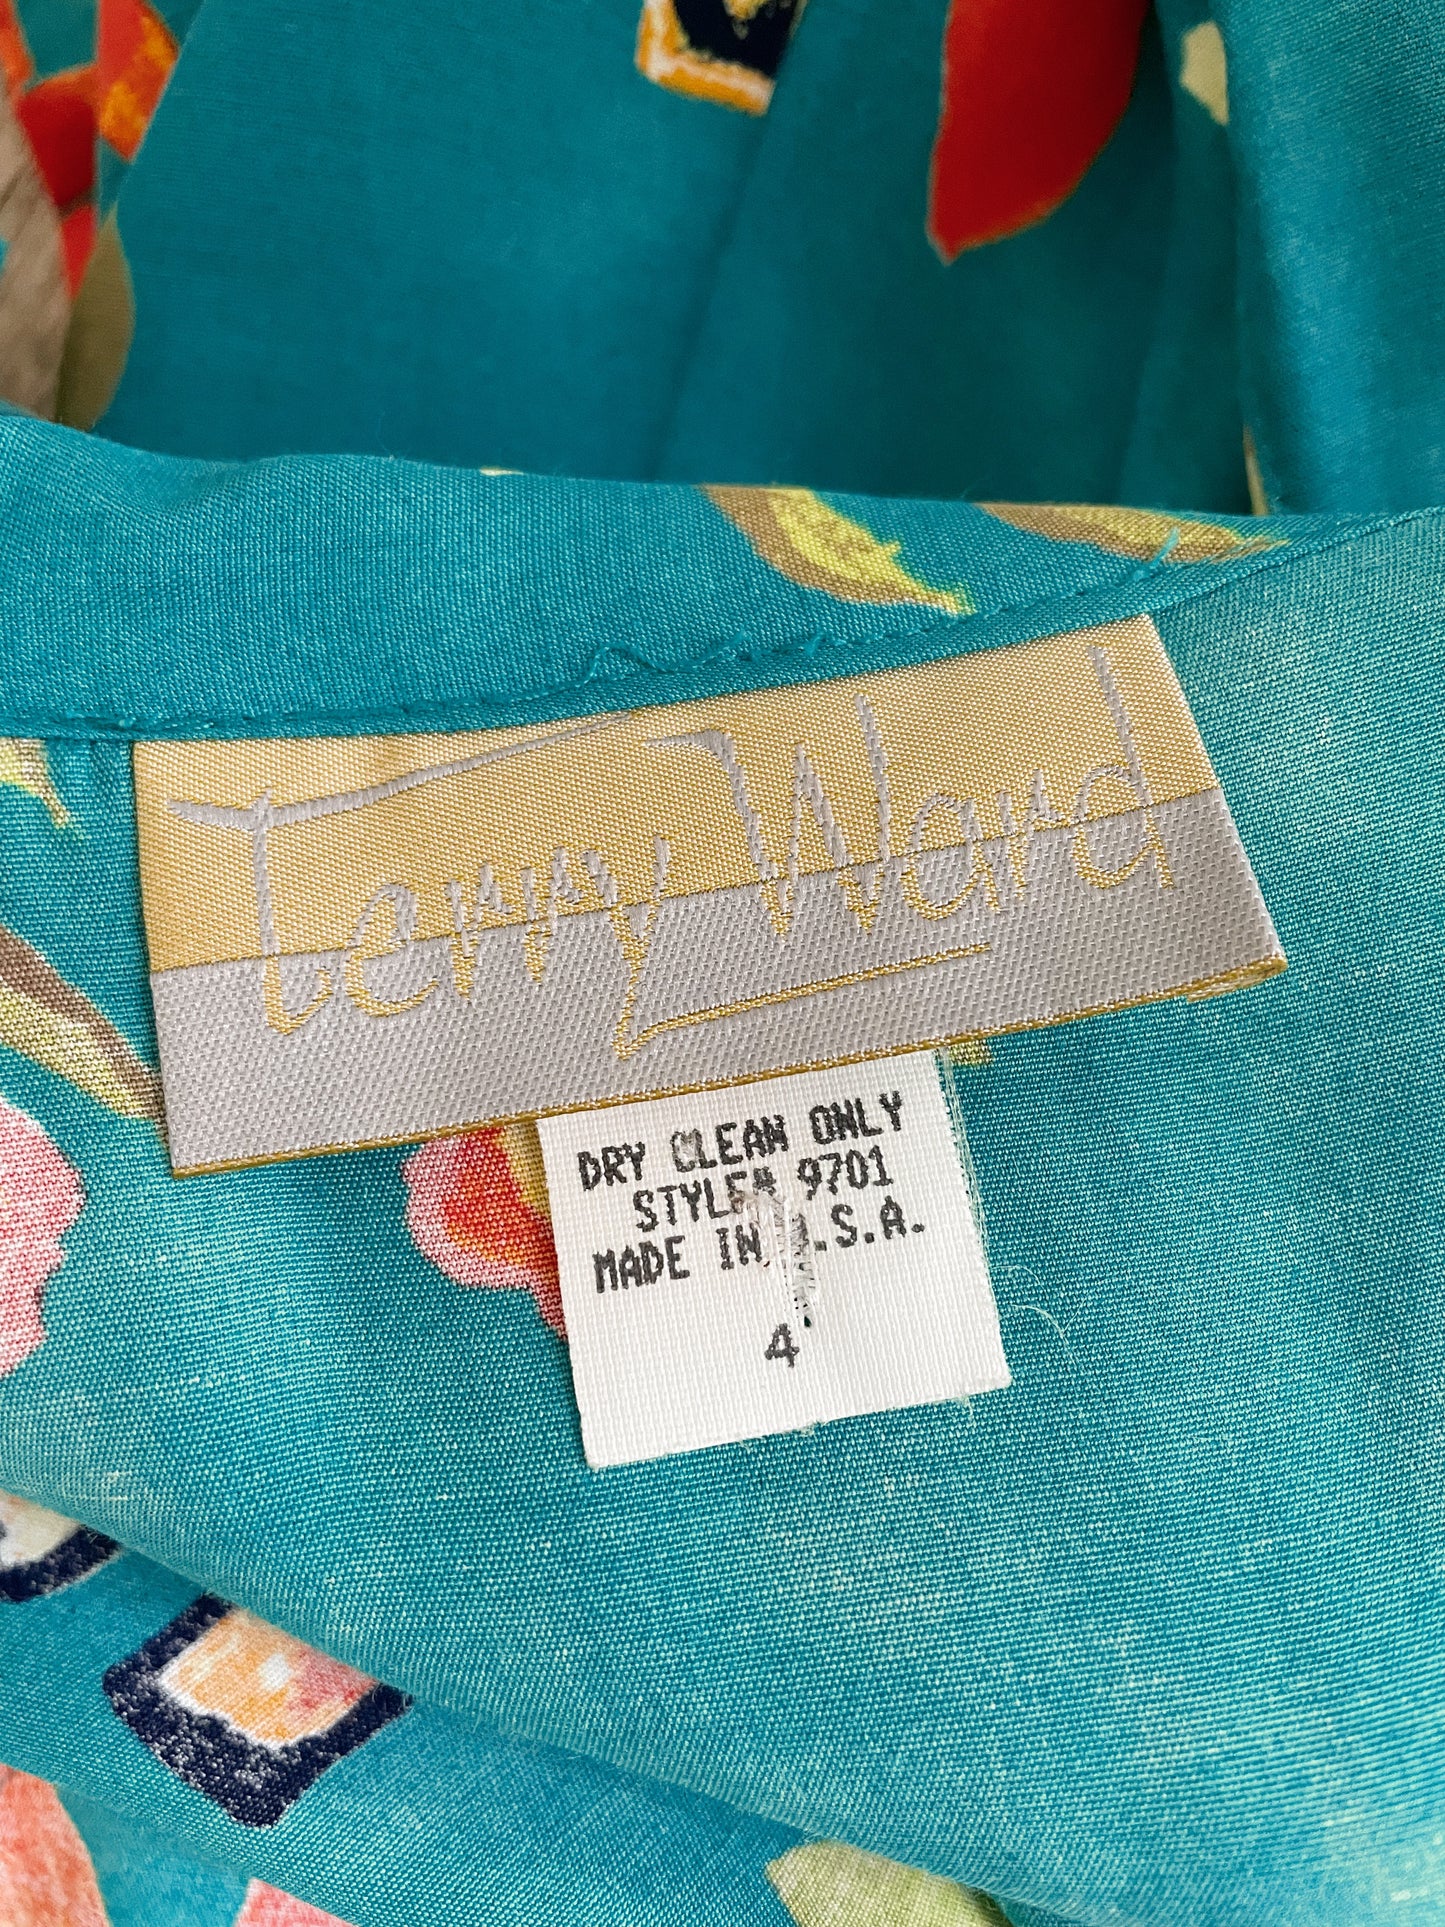 Terry Ward
DRY CLEAN ONLY
STYLE# 9701
MADE IN U.S.A.
4